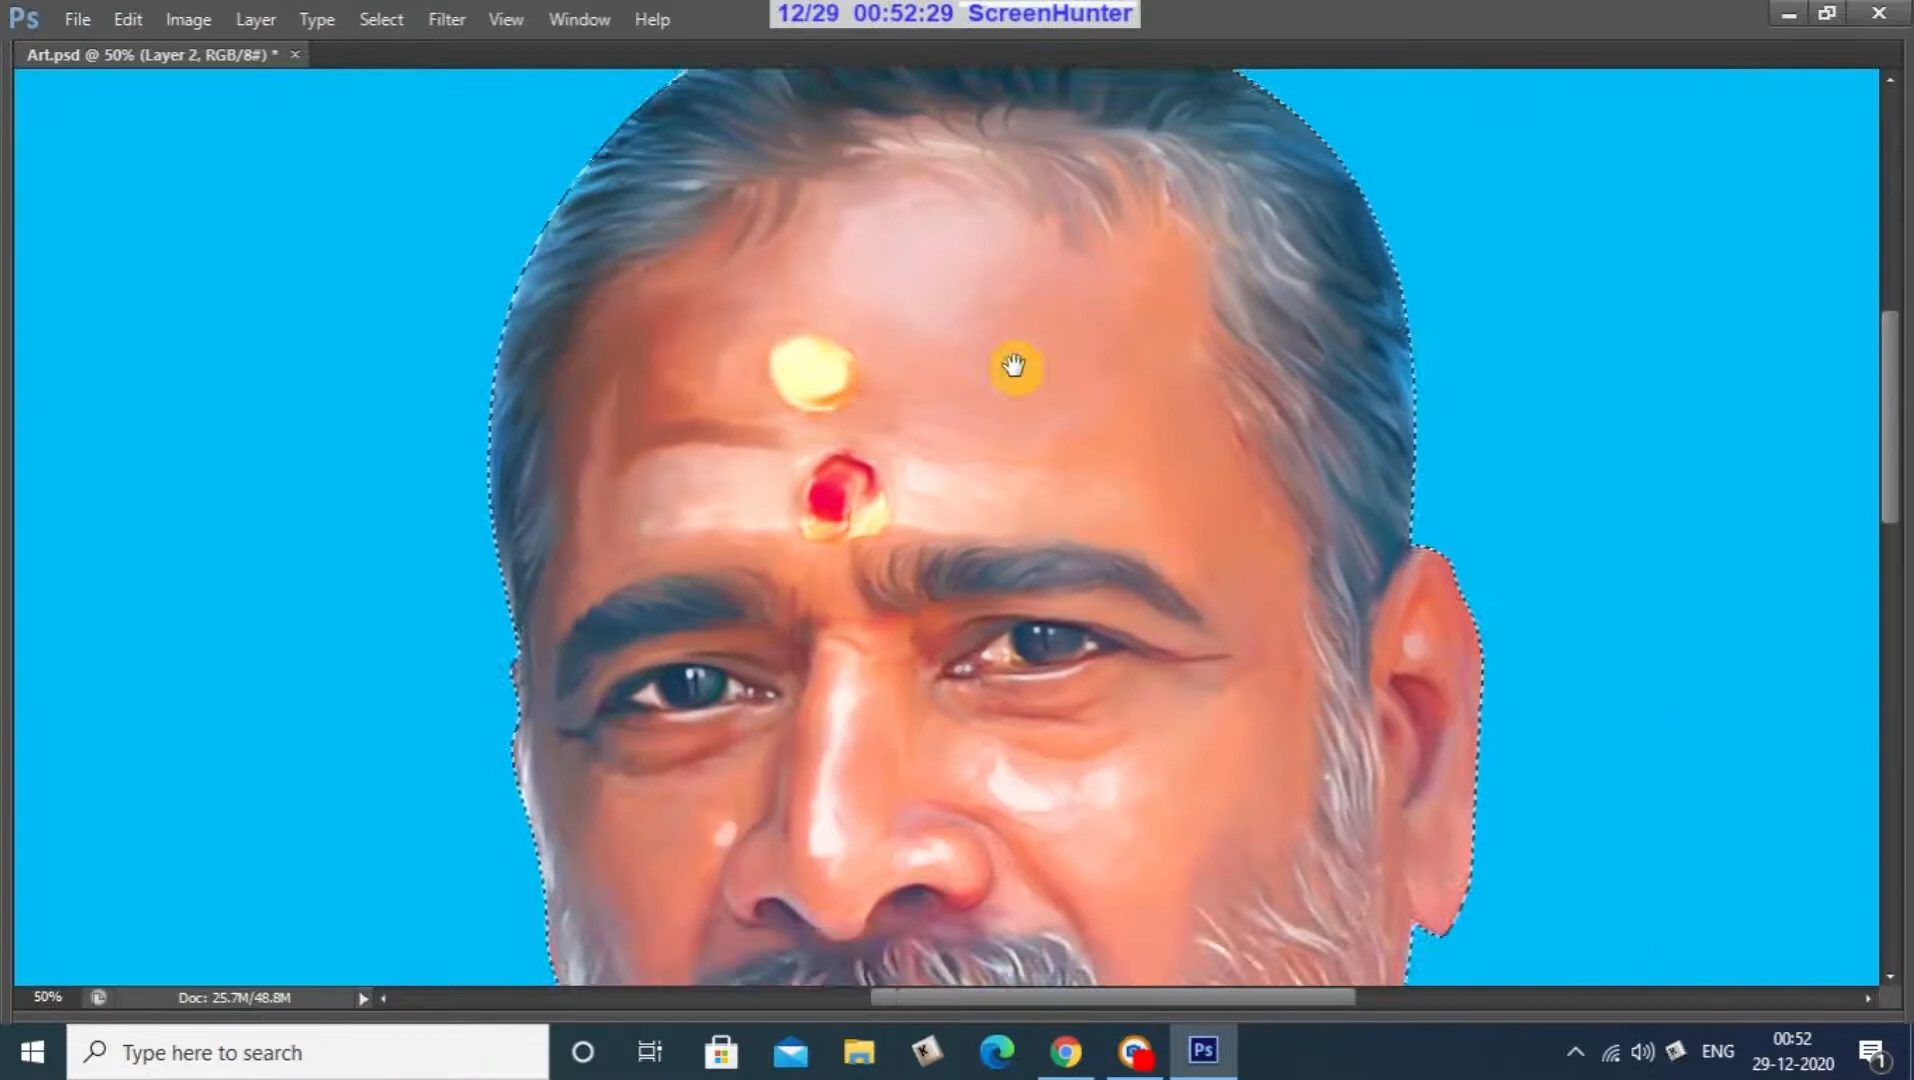 12/29 00:52:29 ScreenHunter
Ps File Edit Image Layer Type Select Filter View Window Help
Art.psd @ 50% (Layer 2, RGB/8#) * ×
50% Doc: 25.7M/48.8M
Type here to search
K
Ps
ENG
00:52
29-12-2020
1